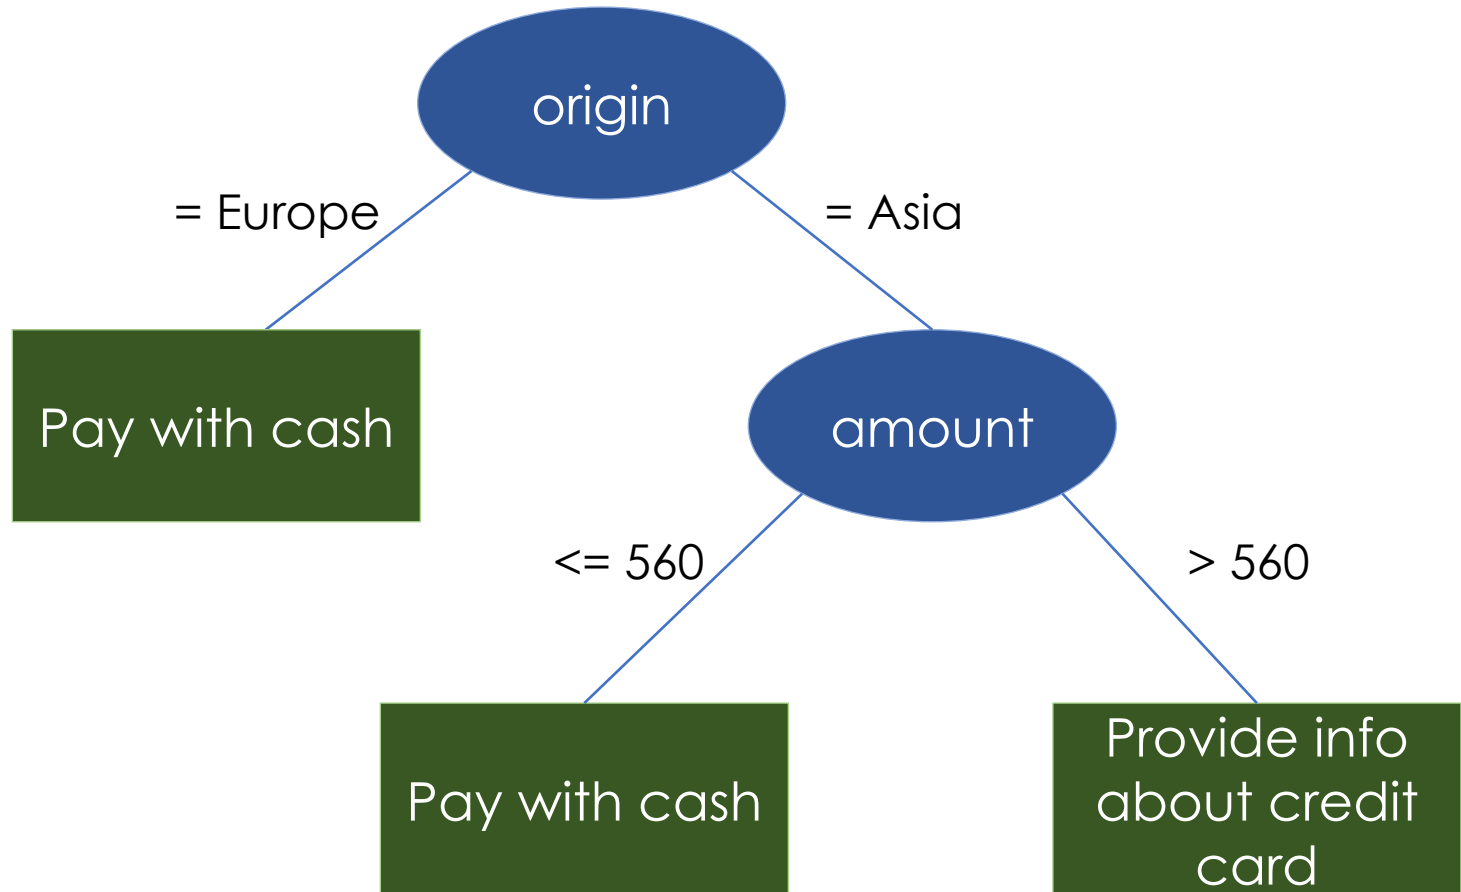 origin
= Europe
= Asia
Pay with cash
amount
<= 560
> 560
Pay with cash
Provide info
about credit
card